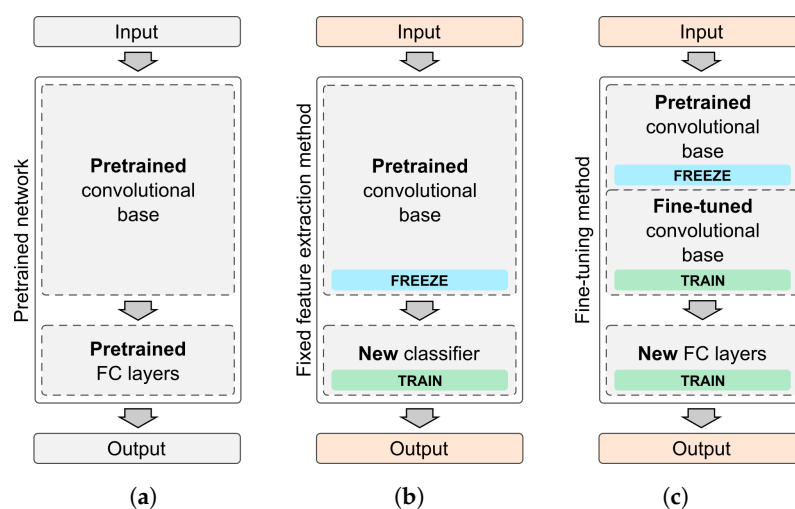 Input
Pretrained network
Pretrained
convolutional
base
Pretrained
FC layers
Output
(a)
Input
Fixed feature extraction method
Pretrained
convolutional
base
FREEZE
New classifier
TRAIN
Output
(b)
Input
Fine-tuning method
Pretrained
convolutional
base
FREEZE
Fine-tuned
convolutional
base
TRAIN
New FC layers
TRAIN
Output
(c)